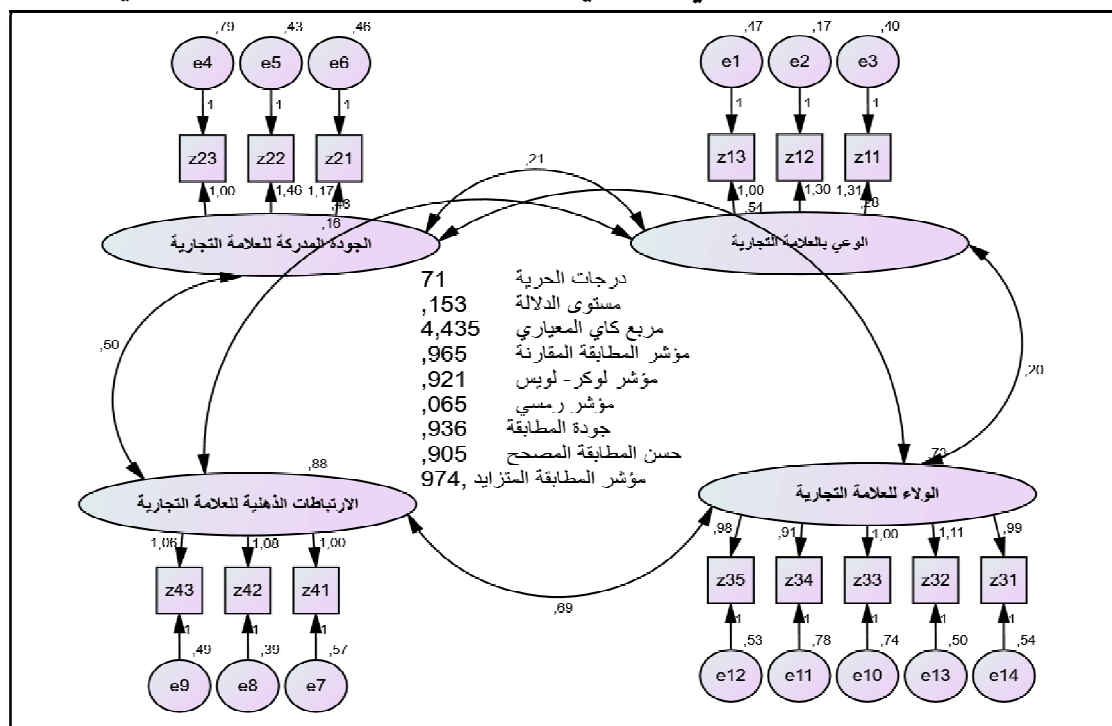 ,79 ,43 ,46 ,47 ,17 ,40
e4 e5 e6 e1 e2 e3
1 1 1 1 1 1
z23 z22 z21 z13 z12 z11
,21
1,00 1,46 1,17 1,00 1,30 1,31
,16 ,54 ,28
الجودة المدركة للعلامة التجارية
الوعي بالعلامة التجارية
درجات الحرية 71
مستوى الدلالة ,153
مربع كاي المعياري 4,435
مؤشر المطابقة المقارنة ,965
مؤشر لوكر- لويس ,921
مؤشر رمسي ,065
جودة المطابقة ,936
حسن المطابقة المصحح ,905
مؤشر المطابقة المتزايد ,974
,50
,20
,88
الارتباطات الذهنية للعلامة التجارية
الولاء للعلامة التجارية
1,06 1,08 1,00 ,98 ,91 1,00 1,11 ,99
z43 z42 z41 z35 z34 z33 z32 z31
,69
1 1 1 1 1 1 1 1
,49 ,39 ,57 ,53 ,78 ,74 ,50 ,54
e9 e8 e7 e12 e11 e10 e13 e14